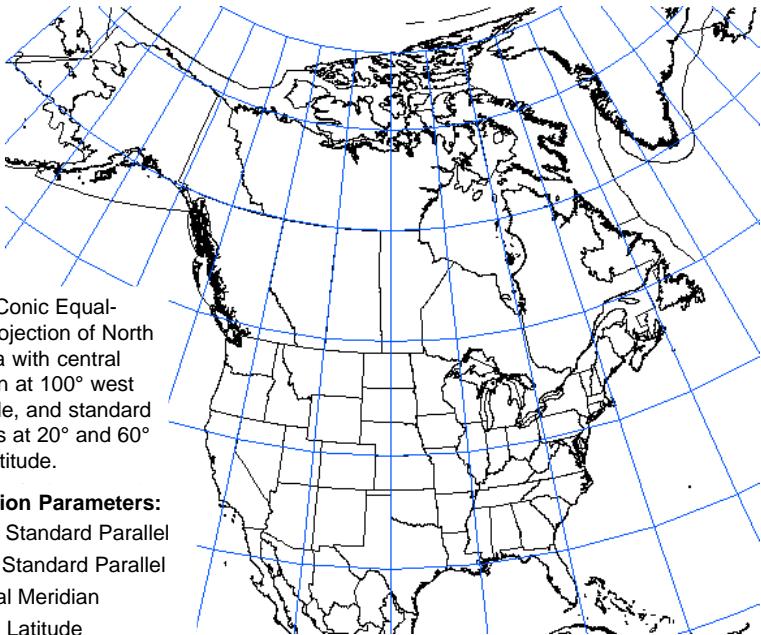 Conic Equal-
ojection of North
a with central
n at 100° west
le, and standard
s at 20° and 60°
titude.
ion Parameters:
Standard Parallel
Standard Parallel
al Meridian
Latitude